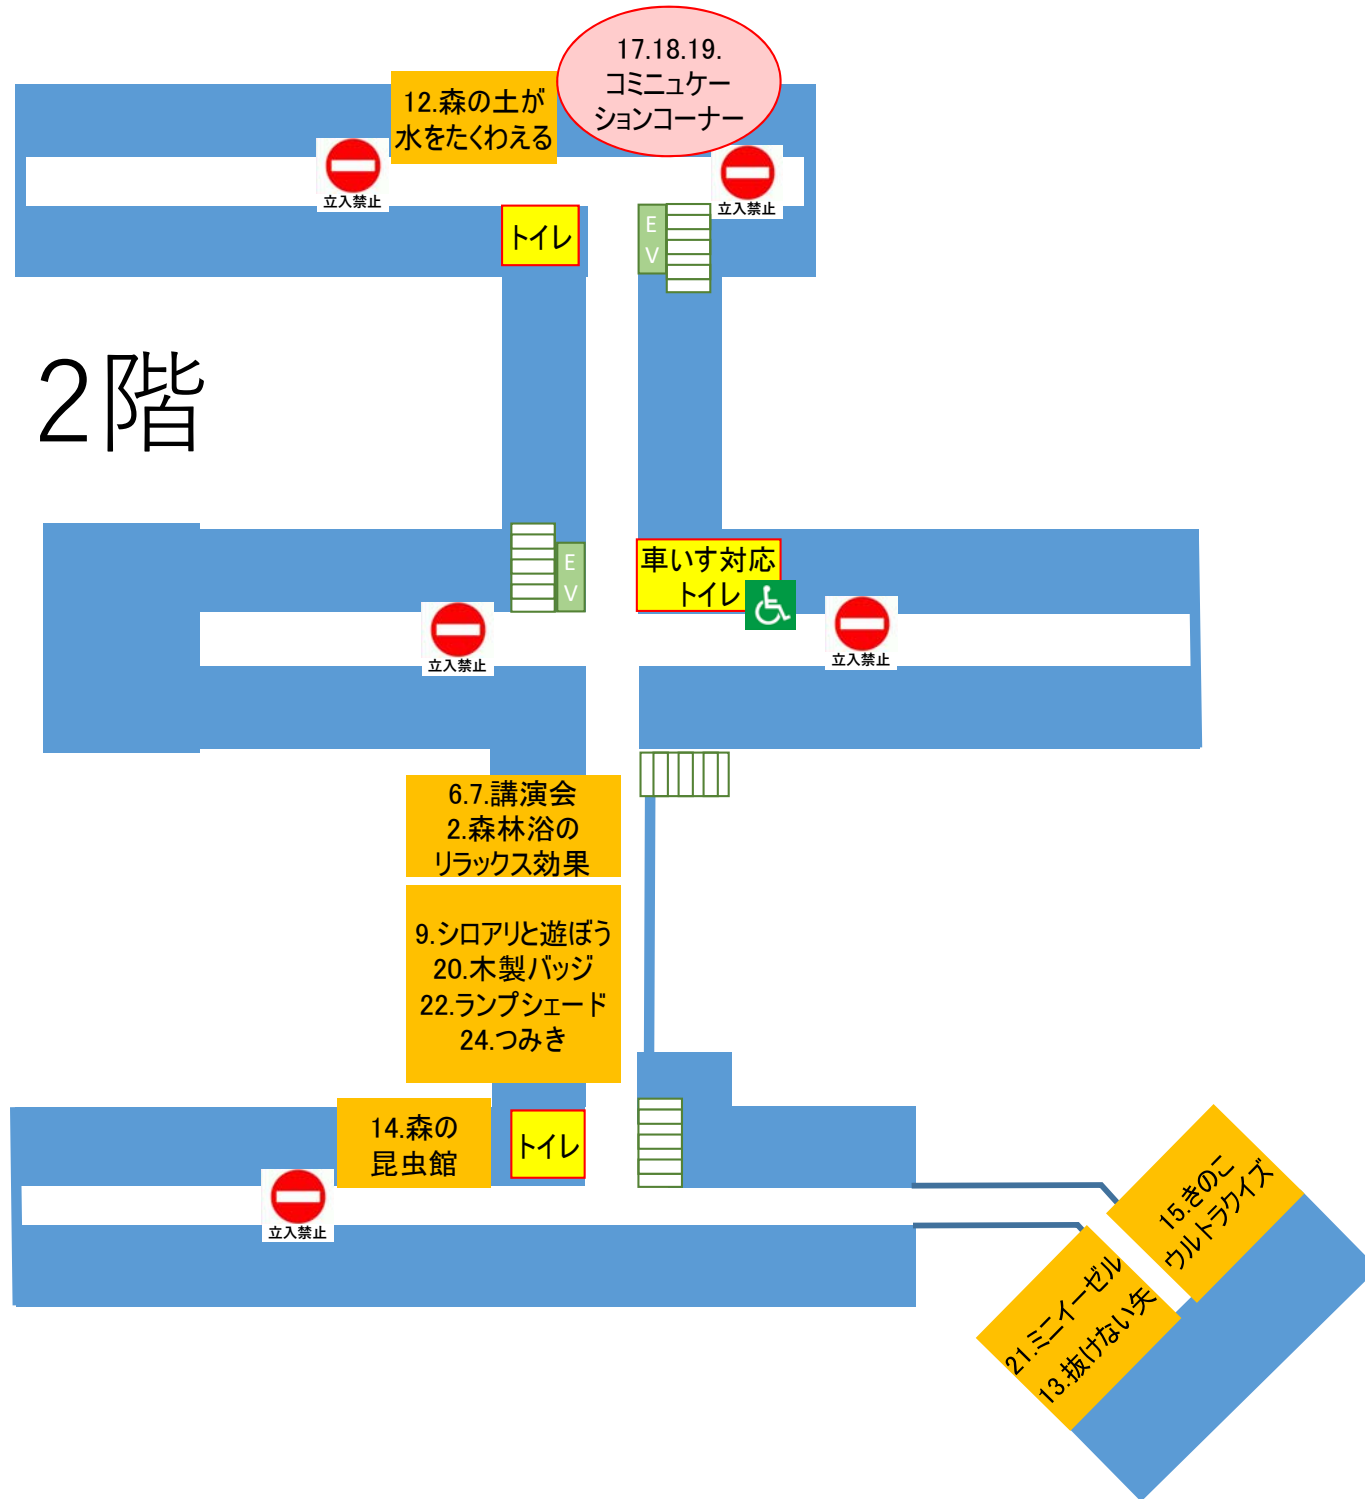 17.18.19.
コミニュケー
ションコーナー
12.森の土が
水をたくわえる
立入禁止
立入禁止
トイレ
E
V
2階
E
V
車いす対応
トイレ
立入禁止
立入禁止
6.7.講演会
2.森林浴の
リラックス効果
9.シロアリと遊ぼう
20.木製バッジ
22.ランプシェード
24.つみき
14.森の
昆虫館
トイレ
立入禁止
15.きのこ
ウルトラクイズ
21.ミニイーゼル
13.抜けない矢